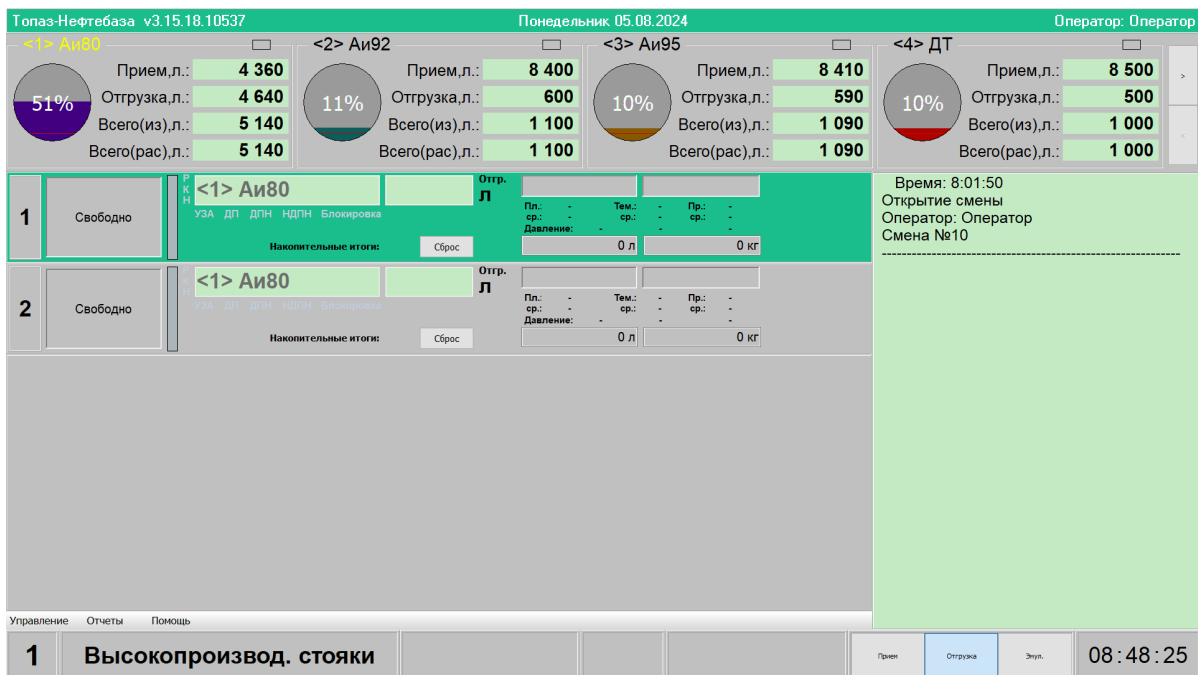 Топаз-Нефтебаза v3.15.18.10537 Понедельник 05.08.2024 Оператор: Оператор
<1> Аи80 <2> Аи92 <3> Аи95 <4> ДТ
Прием,л.: 4 360 Прием,л.: 8 400 Прием,л.: 8 410 Прием,л.: 8 500 >
51% Отгрузка,л.: 4 640 11% Отгрузка,л.: 600 10% Отгрузка,л.: 590 10% Отгрузка,л.: 500
Всего(из),л.: 5 140 Всего(из),л.: 1 100 Всего(из),л.: 1 090 Всего(из),л.: 1 000 <
Всего(рас),л.: 5 140 Всего(рас),л.: 1 100 Всего(рас),л.: 1 090 Всего(рас),л.: 1 000
1 Свободно РКН <1> Аи80 Отгр. Л
УЗА ДП ДПН НДПН Блокировка
Пл.: - Тем.: - Пр.: -
ср.: - ср.: - ср.: -
Давление: - - -
Накопительные итоги: Сброс 0 л 0 кг
2 Свободно РКН <1> Аи80 Отгр. Л
УЗА ДП ДПН НДПН Блокировка
Пл.: - Тем.: - Пр.: -
ср.: - ср.: - ср.: -
Давление: - - -
Накопительные итоги: Сброс 0 л 0 кг
Время: 8:01:50
Открытие смены
Оператор: Оператор
Смена №10
------------------------------------------------------------
Управление Отчеты Помощь
1 Высокопроизвод. стояки Прием Отгрузка Энул. 08:48:25